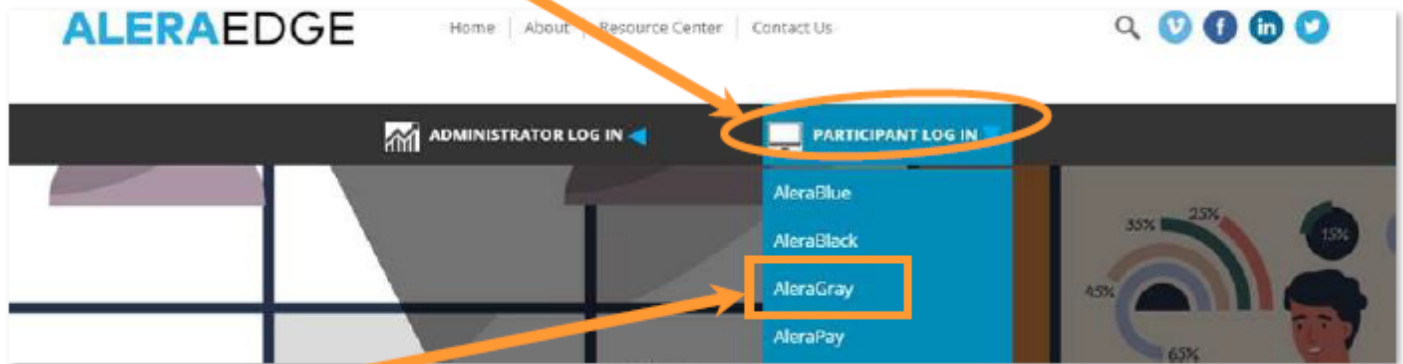 ALERAEDGE
Home | About | Resource Center | Contact Us
ADMINISTRATOR LOG IN
PARTICIPANT LOG IN
AleraBlue
AleraBlack
AleraGray
AleraPay
35%
25%
15%
45%
65%